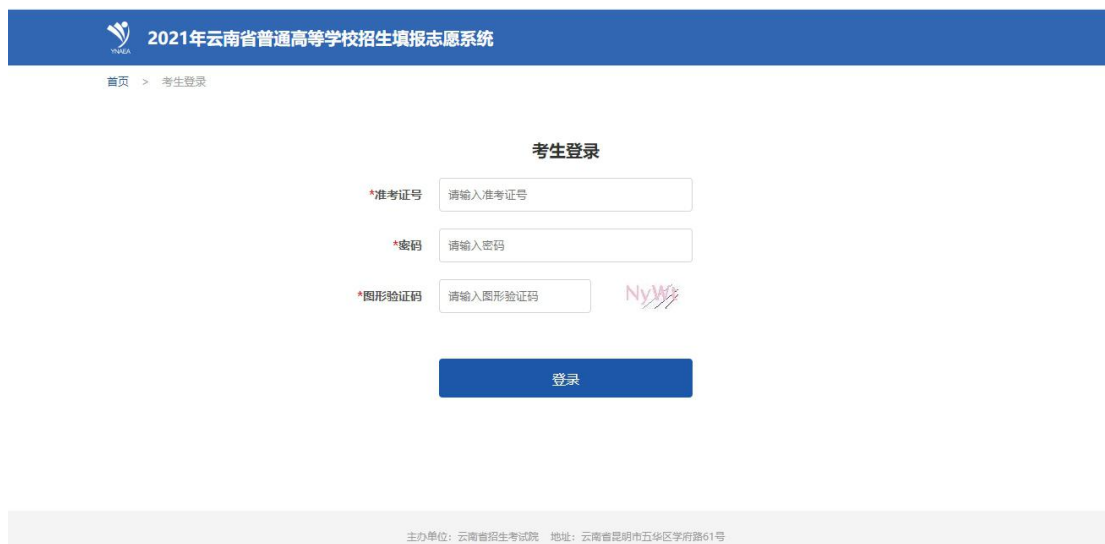 YNAEA
2021年云南省普通高等学校招生填报志愿系统
首页 > 考生登录
考生登录
*准考证号 请输入准考证号
*密码 请输入密码
*图形验证码 请输入图形验证码
登录
主办单位：云南省招生考试院 地址：云南省昆明市五华区学府路61号